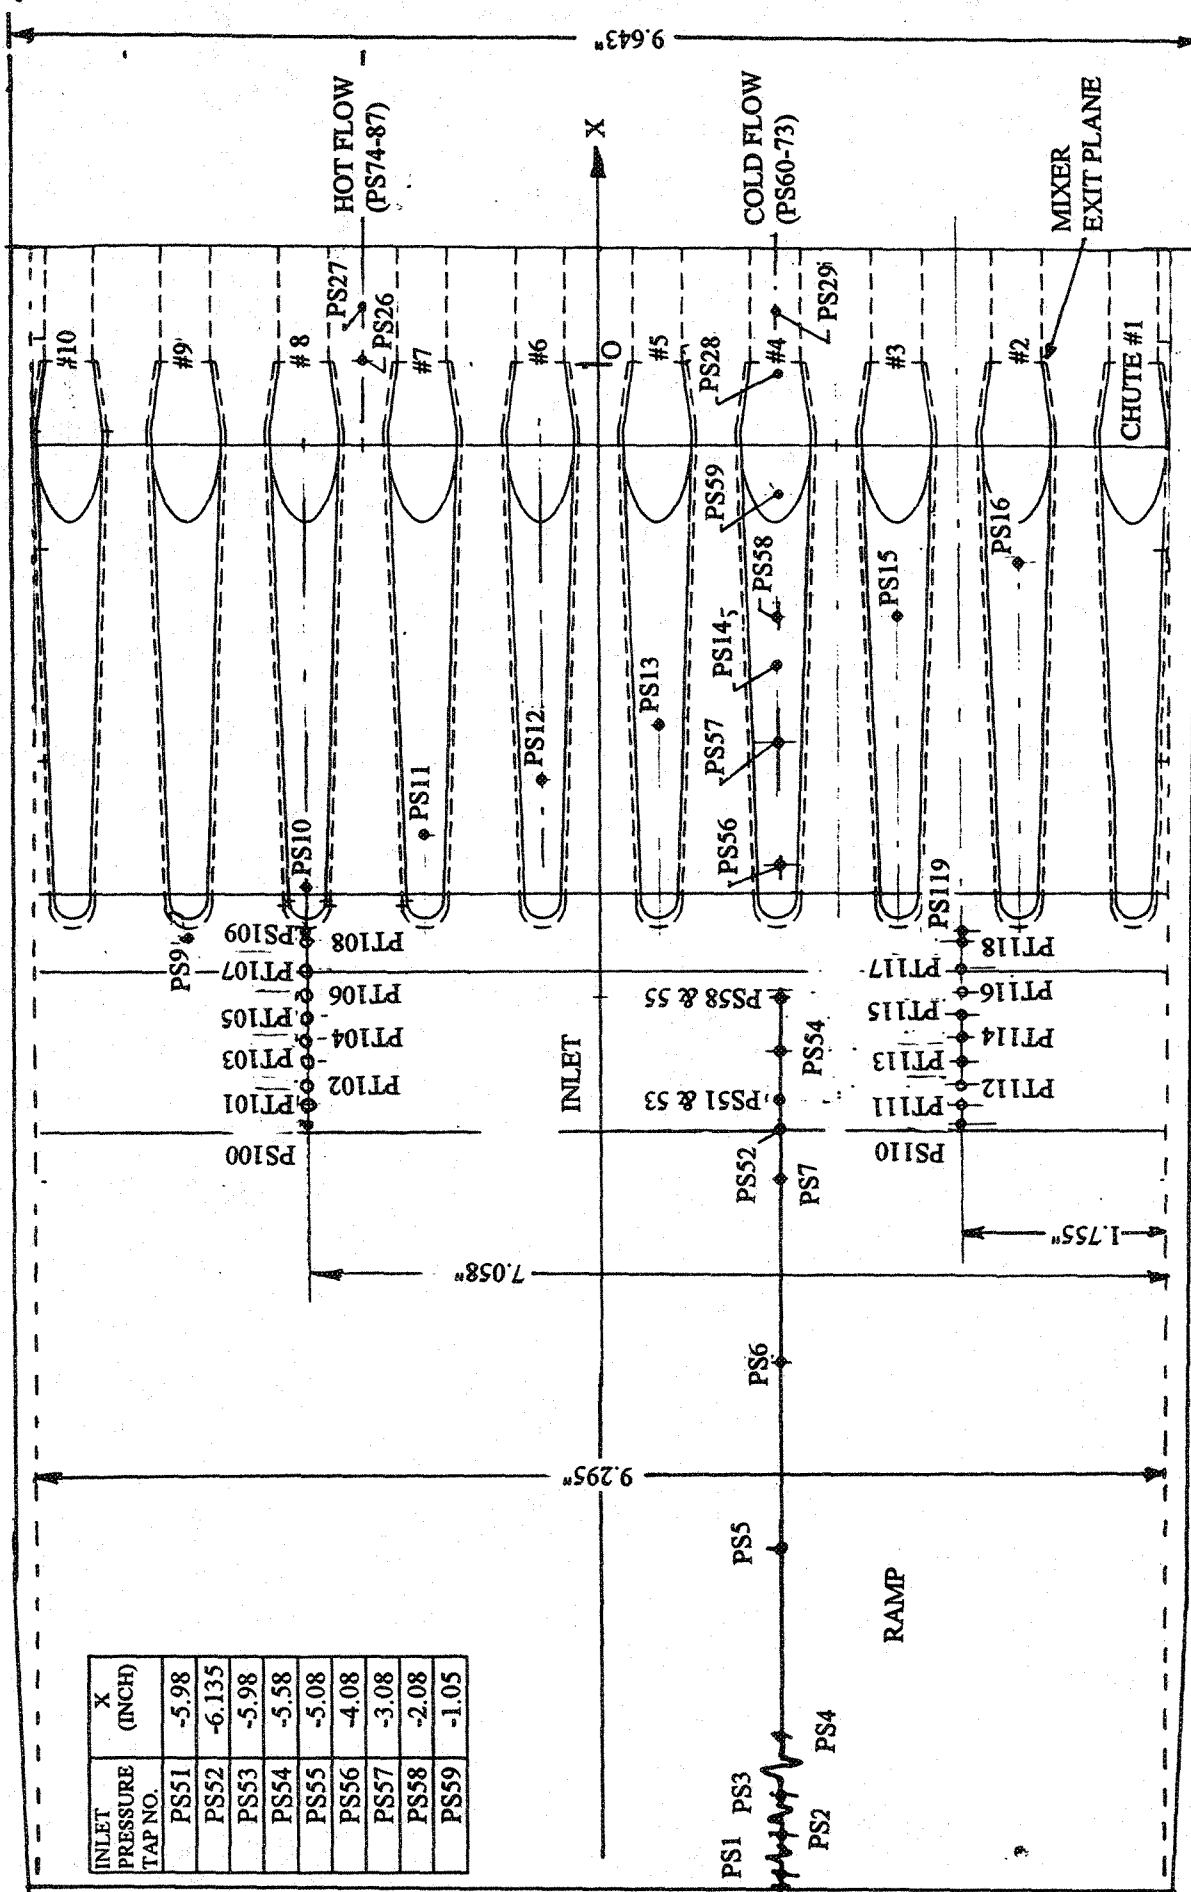 INLET PRESSURE TAP NO. | X (INCH)
PS51 | -5.98
PS52 | -6.135
PS53 | -5.98
PS54 | -5.58
PS55 | -5.08
PS56 | -4.08
PS57 | -3.08
PS58 | -2.08
PS59 | -1.05
PS1
PS2
PS3
PS4
PS5
PS6
PS7
PS52
PS51 & 53
PS54
PS58 & 55
RAMP
INLET
9.295"
7.058"
1.755"
9.643"
PS100
PT101
PT102
PT103
PT104
PT105
PT106
PT107
PT108
PS109
PS9
PS10
PS11
PS12
PS13
PS14
PS15
PS16
PS56
PS57
PS58
PS59
PS28
PS29
PS26
PS27
PS110
PT111
PT112
PT113
PT114
PT115
PT116
PT117
PT118
PS119
#10
#9
#8
#7
#6
#5
#4
#3
#2
CHUTE #1
O
X
HOT FLOW
(PS74-87)
COLD FLOW
(PS60-73)
MIXER
EXIT PLANE